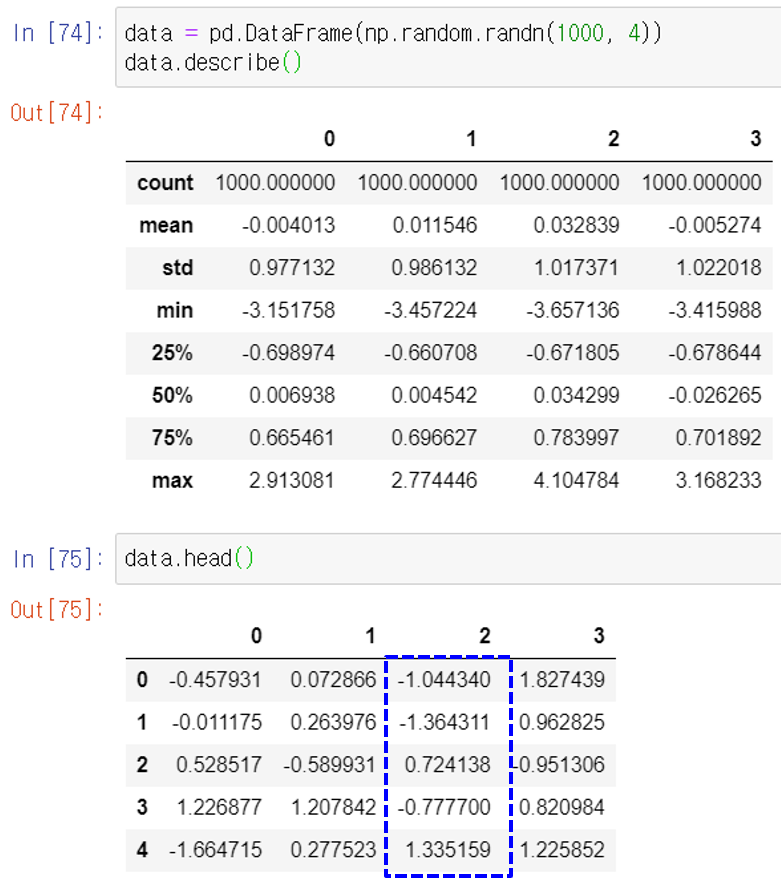 In [74]: data = pd.DataFrame(np.random.randn(1000, 4))
data.describe()
Out[74]:
0 1 2 3
count 1000.000000 1000.000000 1000.000000 1000.000000
mean -0.004013 0.011546 0.032839 -0.005274
std 0.977132 0.986132 1.017371 1.022018
min -3.151758 -3.457224 -3.657136 -3.415988
25% -0.698974 -0.660708 -0.671805 -0.678644
50% 0.006938 0.004542 0.034299 -0.026265
75% 0.665461 0.696627 0.783997 0.701892
max 2.913081 2.774446 4.104784 3.168233
In [75]: data.head()
Out[75]:
0 1 2 3
0 -0.457931 0.072866 -1.044340 1.827439
1 -0.011175 0.263976 -1.364311 0.962825
2 0.528517 -0.589931 0.724138 -0.951306
3 1.226877 1.207842 -0.777700 0.820984
4 -1.664715 0.277523 1.335159 1.225852